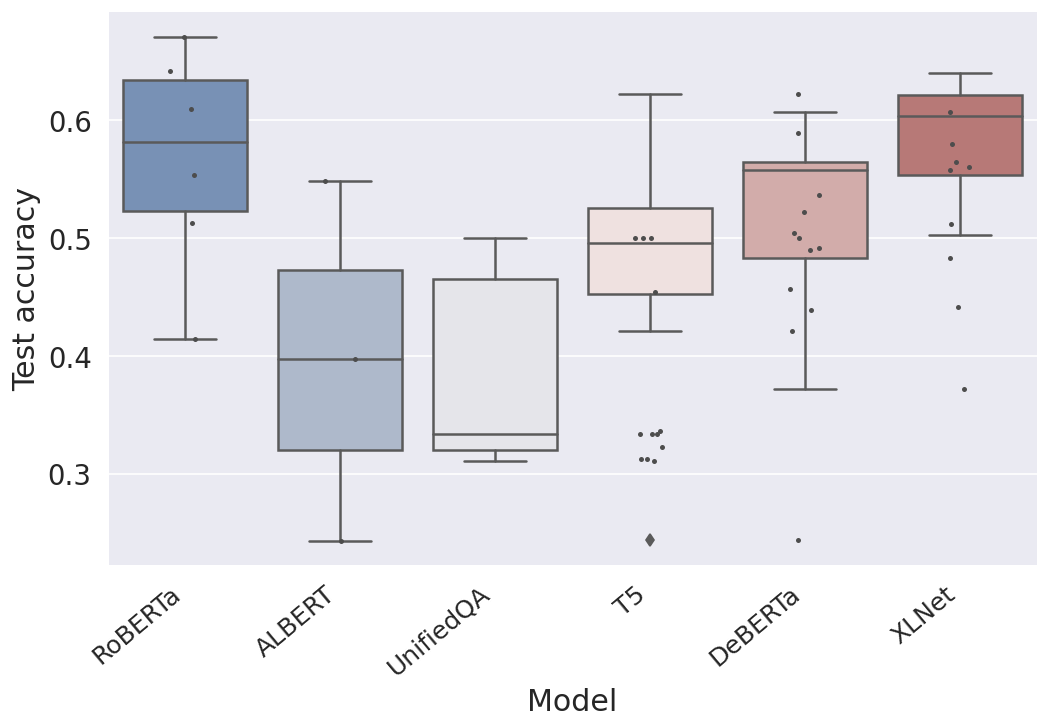 0.6
0.5
0.4
0.3
Test accuracy
RoBERTa
ALBERT
UnifiedQA
T5
DeBERTa
XLNet
Model